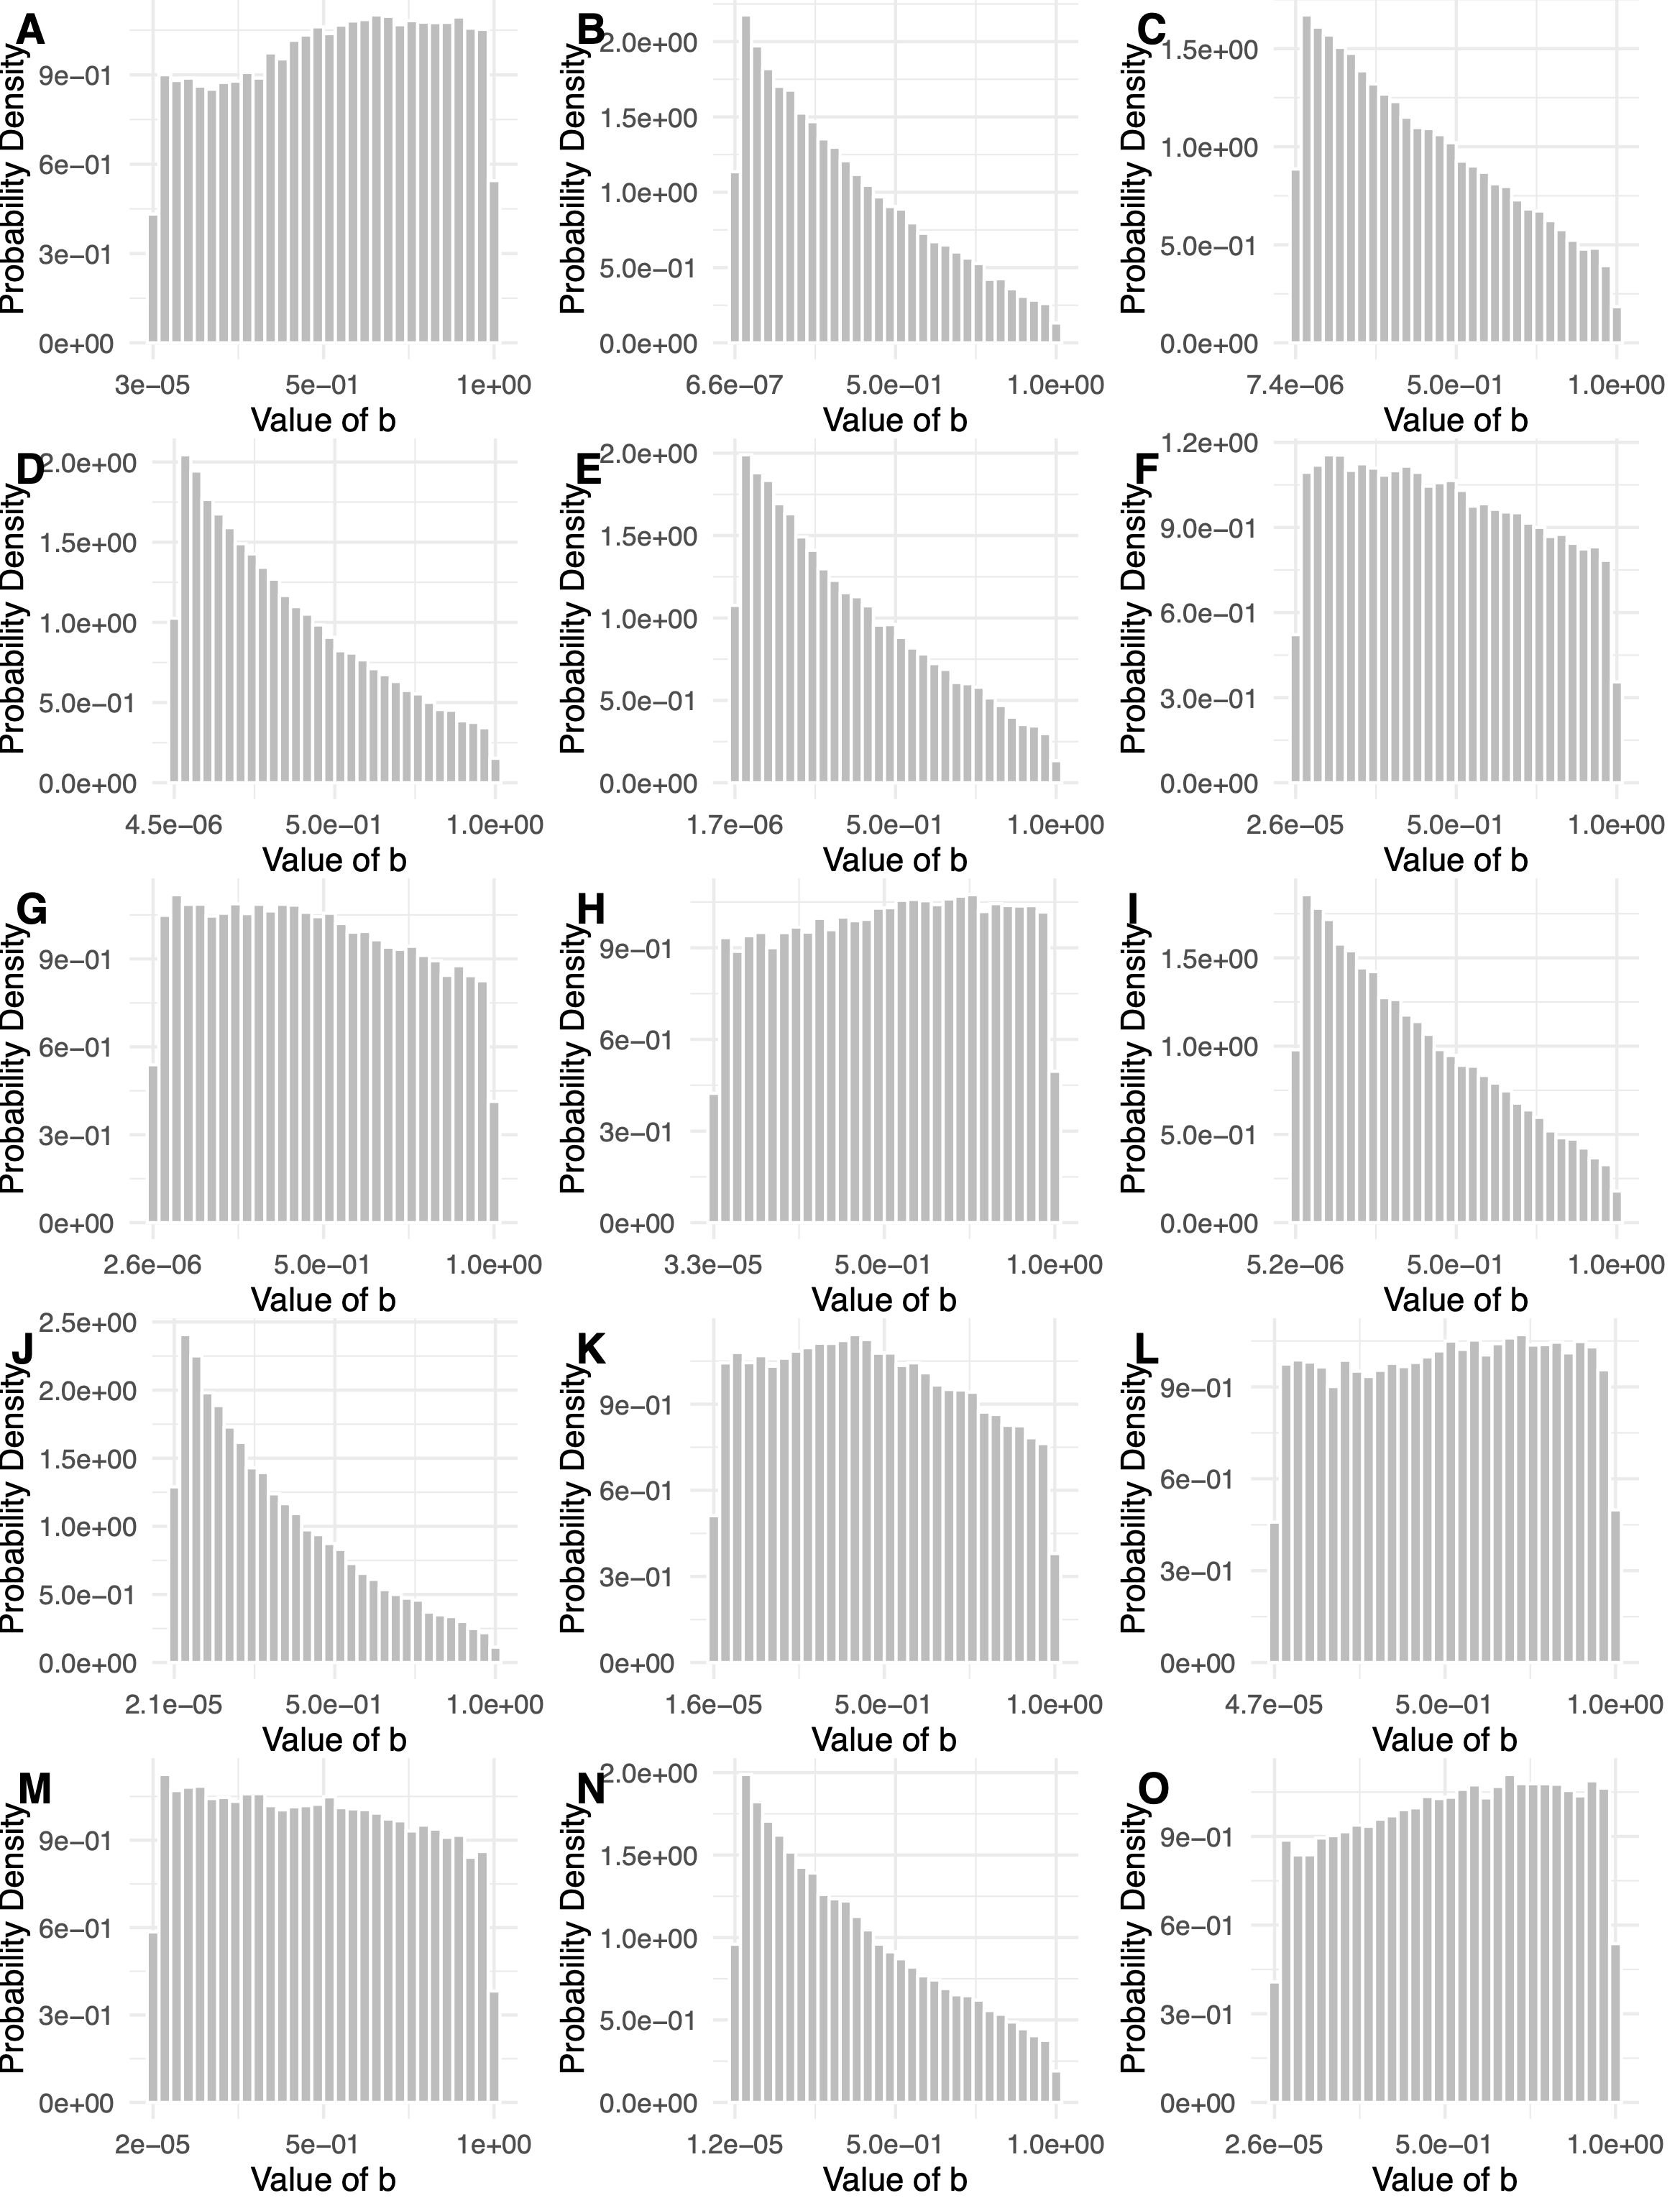 A
Probability Density
9e−01
6e−01
3e−01
0e+00
3e−05 5e−01 1e+00
Value of b
B
Probability Density
2.0e+00
1.5e+00
1.0e+00
5.0e−01
0.0e+00
6.6e−07 5.0e−01 1.0e+00
Value of b
C
Probability Density
1.5e+00
1.0e+00
5.0e−01
0.0e+00
7.4e−06 5.0e−01 1.0e+00
Value of b
D
Probability Density
2.0e+00
1.5e+00
1.0e+00
5.0e−01
0.0e+00
4.5e−06 5.0e−01 1.0e+00
Value of b
E
Probability Density
2.0e+00
1.5e+00
1.0e+00
5.0e−01
0.0e+00
1.7e−06 5.0e−01 1.0e+00
Value of b
F
Probability Density
1.2e+00
9.0e−01
6.0e−01
3.0e−01
0.0e+00
2.6e−05 5.0e−01 1.0e+00
Value of b
G
Probability Density
9e−01
6e−01
3e−01
0e+00
2.6e−06 5.0e−01 1.0e+00
Value of b
H
Probability Density
9e−01
6e−01
3e−01
0e+00
3.3e−05 5.0e−01 1.0e+00
Value of b
I
Probability Density
1.5e+00
1.0e+00
5.0e−01
0.0e+00
5.2e−06 5.0e−01 1.0e+00
Value of b
J
Probability Density
2.5e+00
2.0e+00
1.5e+00
1.0e+00
5.0e−01
0.0e+00
2.1e−05 5.0e−01 1.0e+00
Value of b
K
Probability Density
9e−01
6e−01
3e−01
0e+00
1.6e−05 5.0e−01 1.0e+00
Value of b
L
Probability Density
9e−01
6e−01
3e−01
0e+00
4.7e−05 5.0e−01 1.0e+00
Value of b
M
Probability Density
9e−01
6e−01
3e−01
0e+00
2e−05 5e−01 1e+00
Value of b
N
Probability Density
2.0e+00
1.5e+00
1.0e+00
5.0e−01
0.0e+00
1.2e−05 5.0e−01 1.0e+00
Value of b
O
Probability Density
9e−01
6e−01
3e−01
0e+00
2.6e−05 5.0e−01 1.0e+00
Value of b